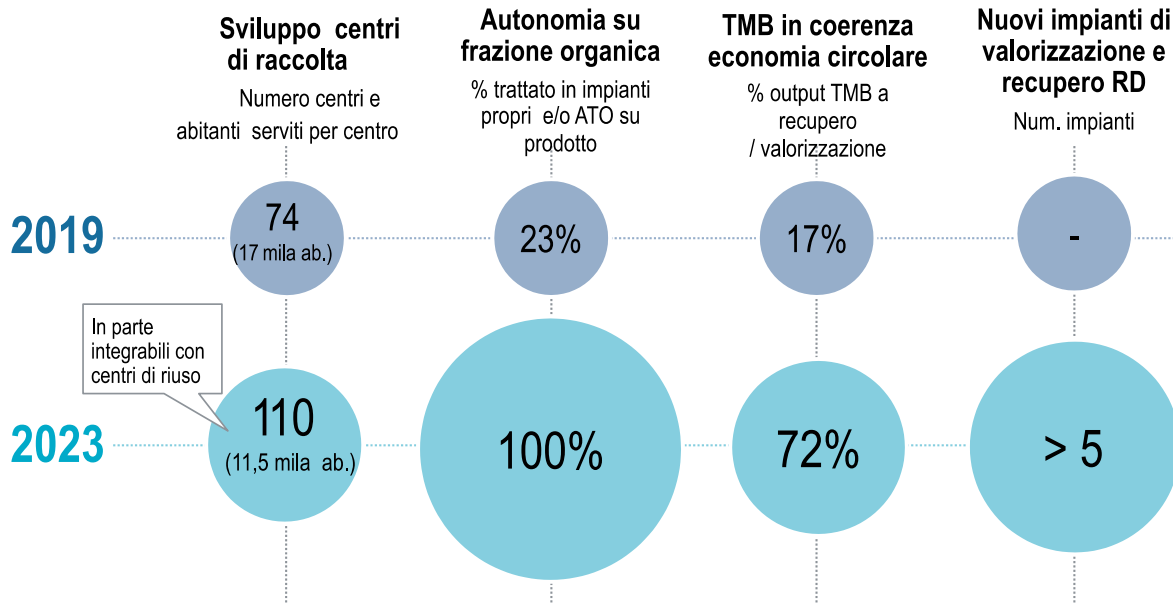 Sviluppo centri
di raccolta
Numero centri e
abitanti serviti per centro
Autonomia su
frazione organica
% trattato in impianti
propri e/o ATO su
prodotto
TMB in coerenza
economia circolare
% output TMB a
recupero
/ valorizzazione
Nuovi impianti di
valorizzazione e
recupero RD
Num. impianti
2019
74
(17 mila ab.)
23%
17%
-
In parte
integrabili con
centri di riuso
2023
110
(11,5 mila ab.)
100%
72%
> 5